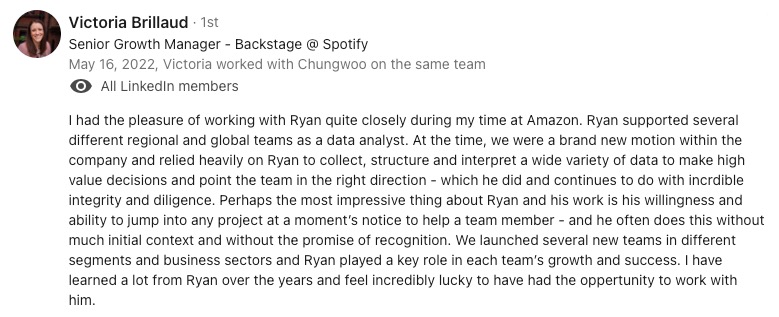 Victoria Brillaud · 1st
Senior Growth Manager - Backstage @ Spotify
May 16, 2022, Victoria worked with Chungwoo on the same team
All LinkedIn members
I had the pleasure of working with Ryan quite closely during my time at Amazon. Ryan supported several
different regional and global teams as a data analyst. At the time, we were a brand new motion within the
company and relied heavily on Ryan to collect, structure and interpret a wide variety of data to make high
value decisions and point the team in the right direction - which he did and continues to do with incrdible
integrity and diligence. Perhaps the most impressive thing about Ryan and his work is his willingness and
ability to jump into any project at a moment's notice to help a team member - and he often does this without
much initial context and without the promise of recognition. We launched several new teams in different
segments and business sectors and Ryan played a key role in each team's growth and success. I have
learned a lot from Ryan over the years and feel incredibly lucky to have had the oppertunity to work with
him.